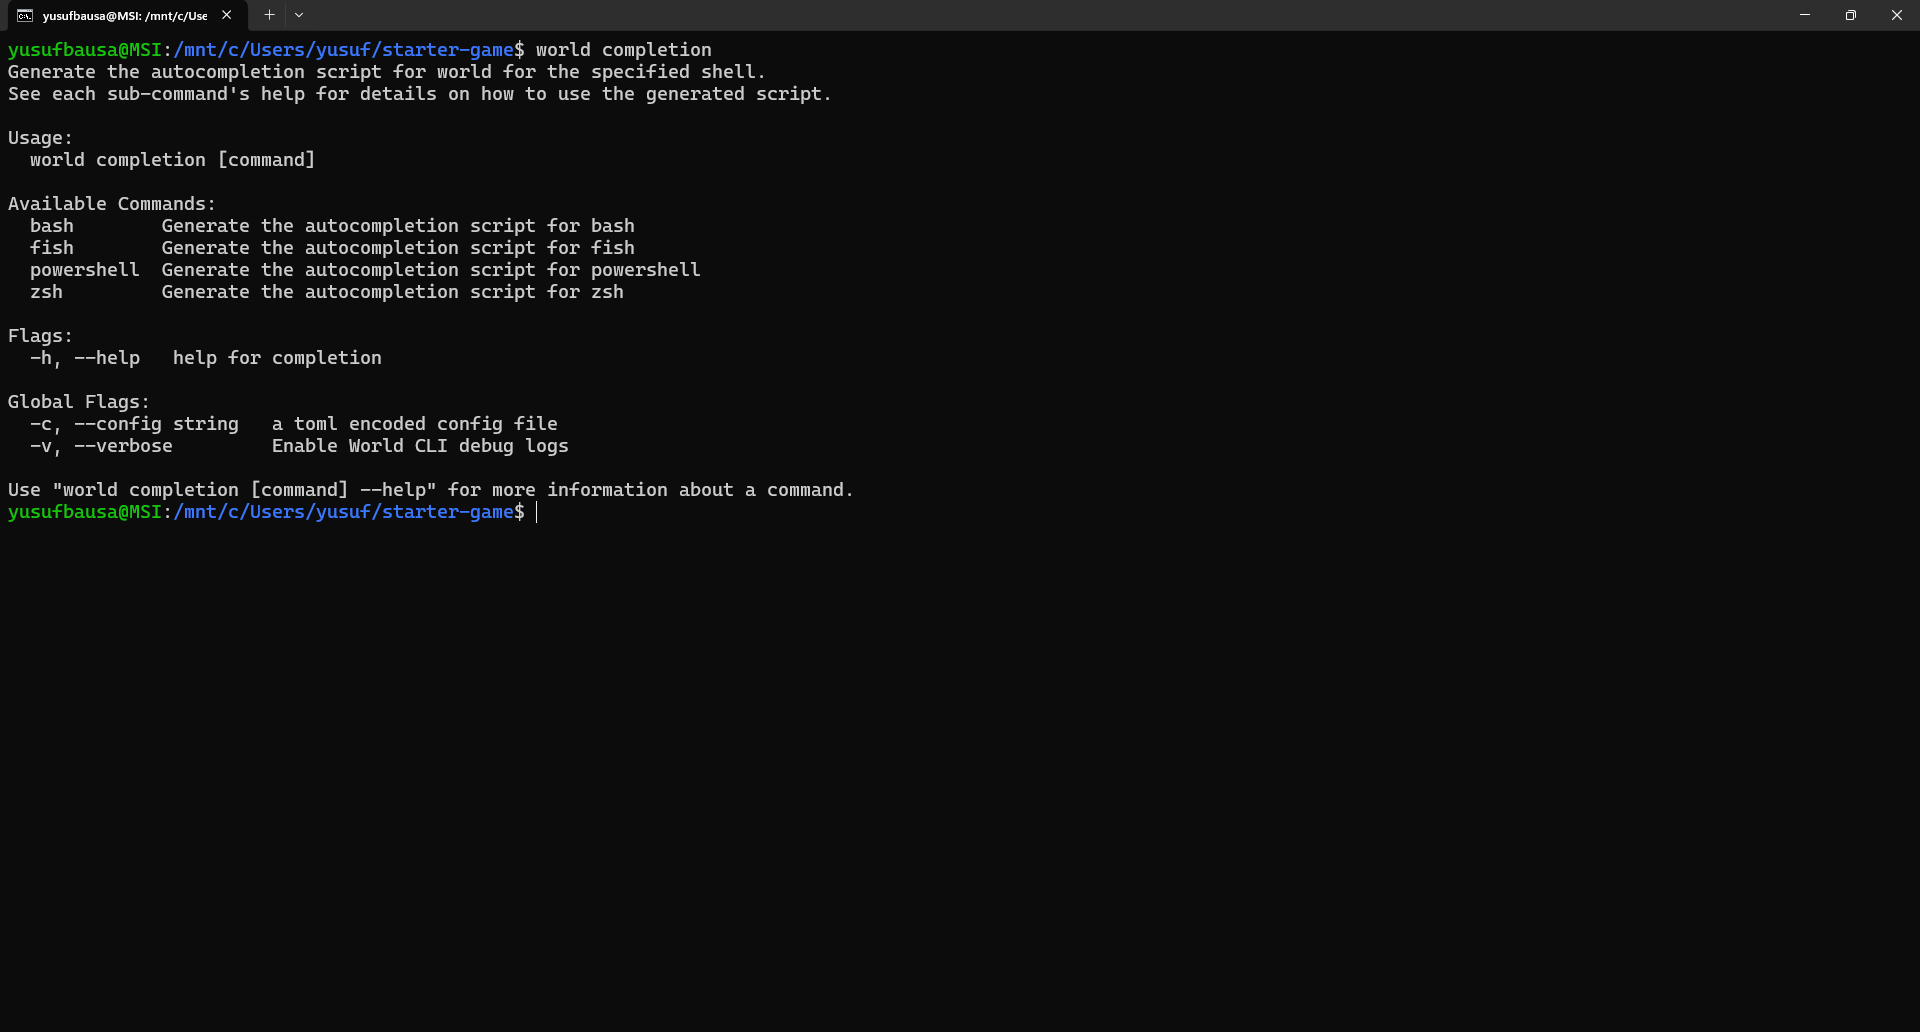 yusufbausa@MSI: /mnt/c/Use
yusufbausa@MSI:/mnt/c/Users/yusuf/starter-game$ world completion
Generate the autocompletion script for world for the specified shell.
See each sub-command's help for details on how to use the generated script.

Usage:
  world completion [command]

Available Commands:
  bash        Generate the autocompletion script for bash
  fish        Generate the autocompletion script for fish
  powershell  Generate the autocompletion script for powershell
  zsh         Generate the autocompletion script for zsh

Flags:
  -h, --help   help for completion

Global Flags:
  -c, --config string   a toml encoded config file
  -v, --verbose         Enable World CLI debug logs

Use "world completion [command] --help" for more information about a command.
yusufbausa@MSI:/mnt/c/Users/yusuf/starter-game$